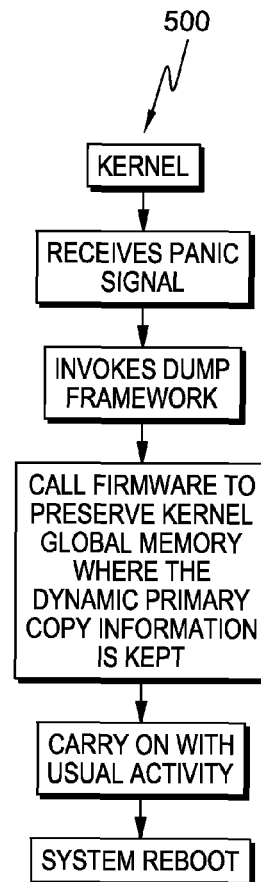 500
KERNEL
RECEIVES PANIC
SIGNAL
INVOKES DUMP
FRAMEWORK
CALL FIRMWARE TO
PRESERVE KERNEL
GLOBAL MEMORY
WHERE THE
DYNAMIC PRIMARY
COPY INFORMATION
IS KEPT
CARRY ON WITH
USUAL ACTIVITY
SYSTEM REBOOT